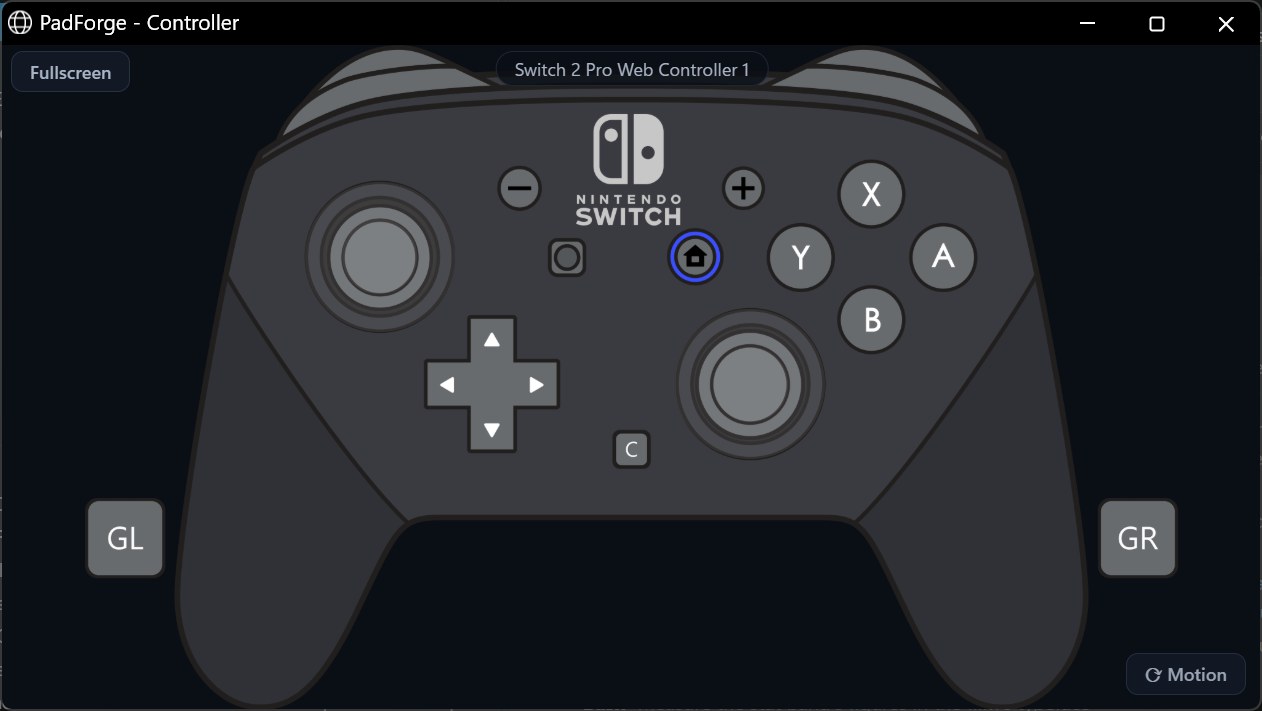 PadForge - Controller
Fullscreen
Switch 2 Pro Web Controller 1
NINTENDO
SWITCH
X
Y
A
B
C
GL
GR
Motion